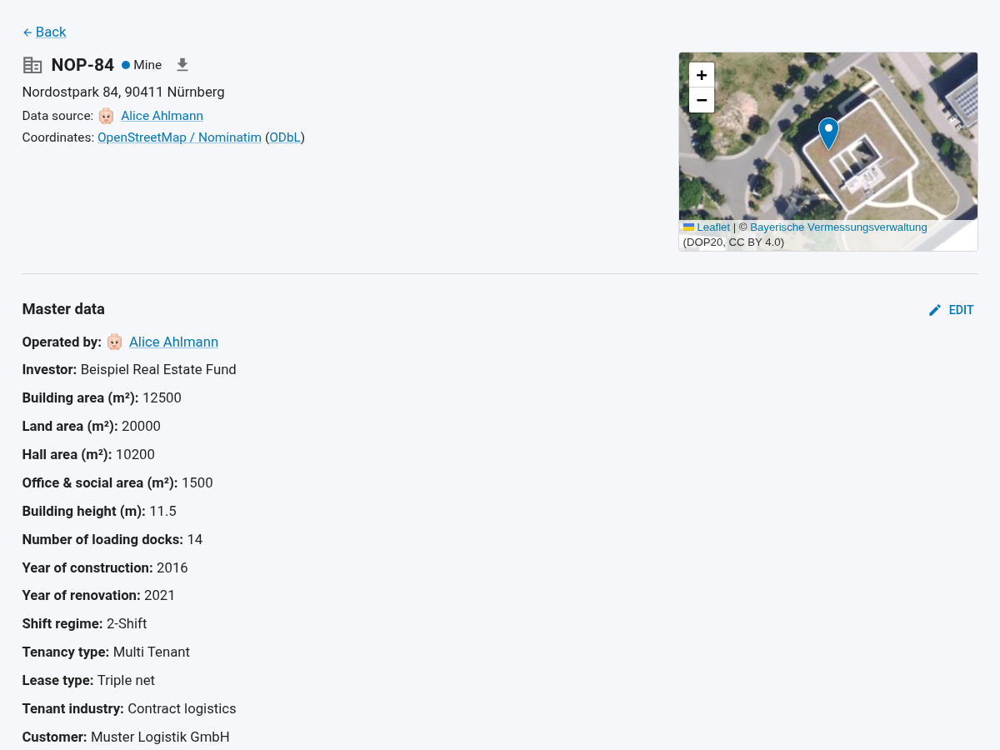 ← Back
NOP-84 Mine
Nordostpark 84, 90411 Nürnberg
Data source: Alice Ahlmann
Coordinates: OpenStreetMap / Nominatim (ODbL)
+
−
Leaflet | © Bayerische Vermessungsverwaltung
(DOP20, CC BY 4.0)
Master data
EDIT
Operated by: Alice Ahlmann
Investor: Beispiel Real Estate Fund
Building area (m²): 12500
Land area (m²): 20000
Hall area (m²): 10200
Office & social area (m²): 1500
Building height (m): 11.5
Number of loading docks: 14
Year of construction: 2016
Year of renovation: 2021
Shift regime: 2-Shift
Tenancy type: Multi Tenant
Lease type: Triple net
Tenant industry: Contract logistics
Customer: Muster Logistik GmbH